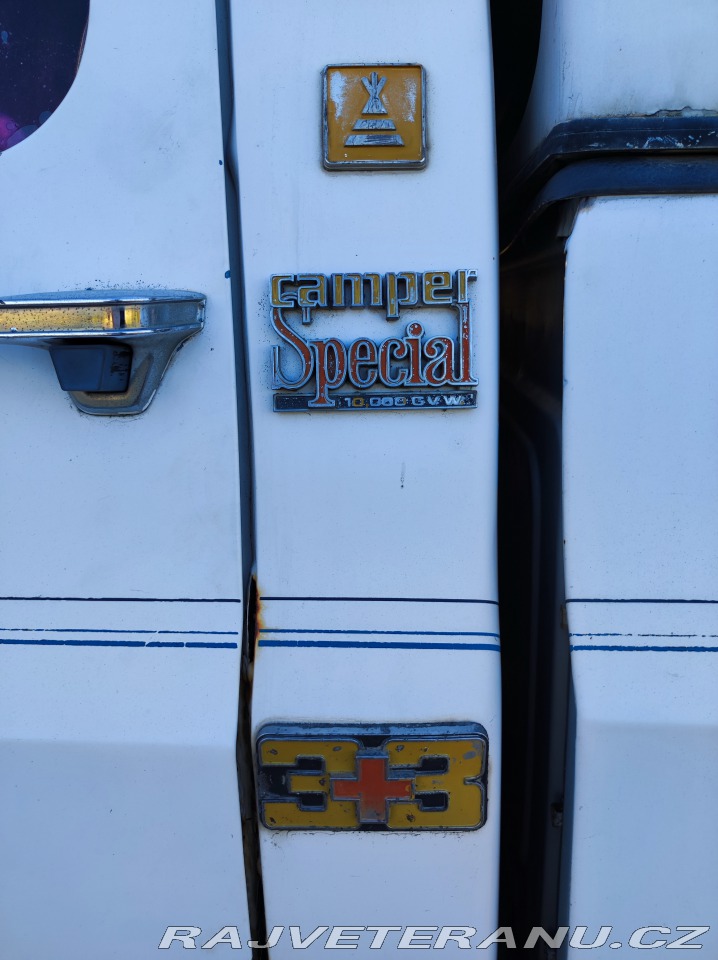 camper
Special
10,000 GVW
3+3
RAJVETERANU.CZ